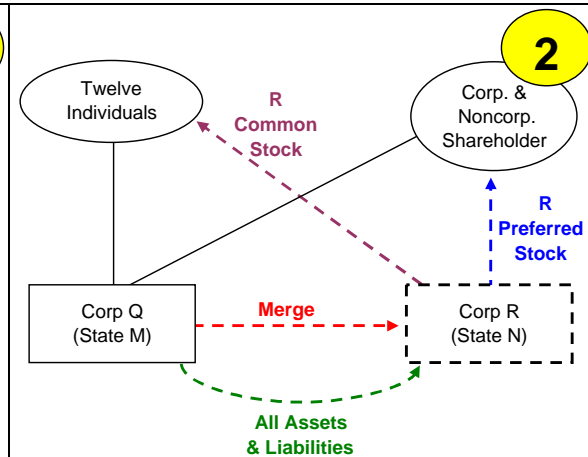 2
Twelve
Individuals
R
Common
Stock
Corp. &
Noncorp.
Shareholder
R
Preferred
Stock
Corp Q
(State M)
Merge
Corp R
(State N)
All Assets
& Liabilities